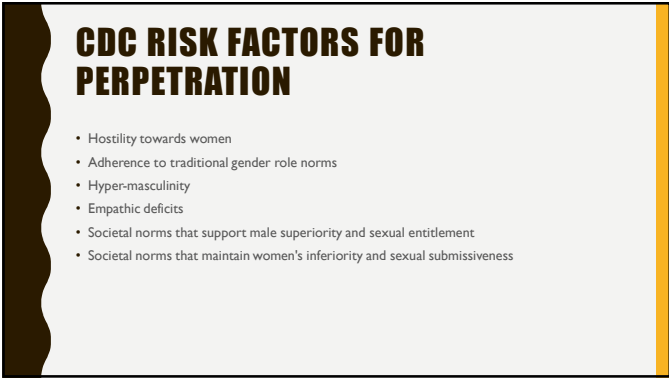 CDC RISK FACTORS FOR
PERPETRATION
• Hostility towards women
• Adherence to traditional gender role norms
• Hyper-masculinity
• Empathic deficits
• Societal norms that support male superiority and sexual entitlement
• Societal norms that maintain women's inferiority and sexual submissiveness